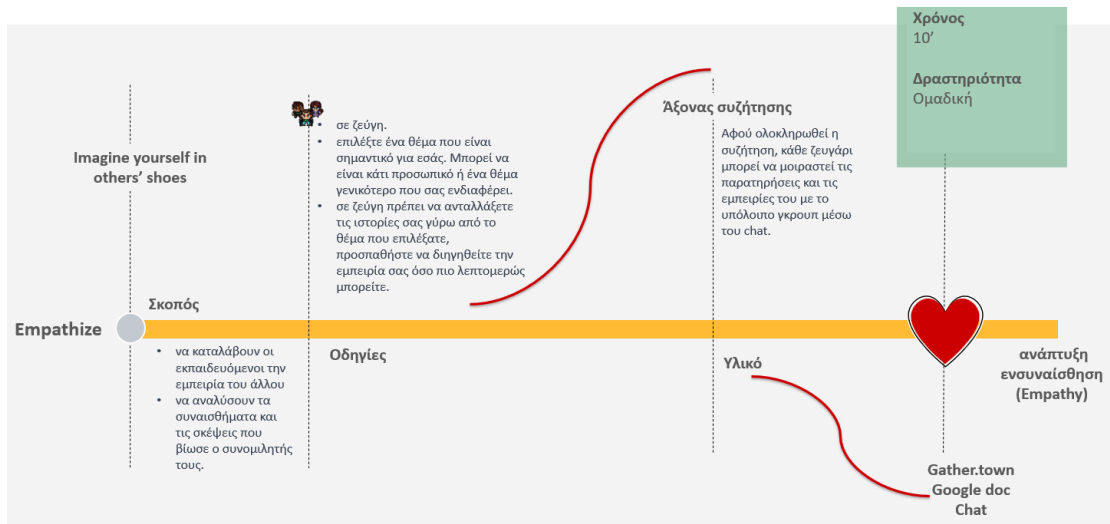 Empathize
Imagine yourself in
others’ shoes
Σκοπός
• να καταλάβουν οι
εκπαιδευόμενοι την
εμπειρία του άλλου
• να αναλύσουν τα
συναισθήματα και
τις σκέψεις που
βίωσε ο συνομιλητής
τους.
• σε ζεύγη.
• επιλέξτε ένα θέμα που είναι
σημαντικό για εσάς. Μπορεί να
είναι κάτι προσωπικό ή ένα θέμα
γενικότερο που σας ενδιαφέρει.
• σε ζεύγη πρέπει να ανταλλάξετε
τις ιστορίες σας γύρω από το
θέμα που επιλέξατε,
προσπαθήστε να διηγηθείτε την
εμπειρία σας όσο πιο λεπτομερώς
μπορείτε.
Οδηγίες
Άξονας συζήτησης
Αφού ολοκληρωθεί η
συζήτηση, κάθε ζευγάρι
μπορεί να μοιραστεί τις
παρατηρήσεις και τις
εμπειρίες του με το
υπόλοιπο γκρουπ μέσω
του chat.
Υλικό
Gather.town
Google doc
Chat
Χρόνος
10’
Δραστηριότητα
Ομαδική
ανάπτυξη
ενσυναίσθηση
(Empathy)